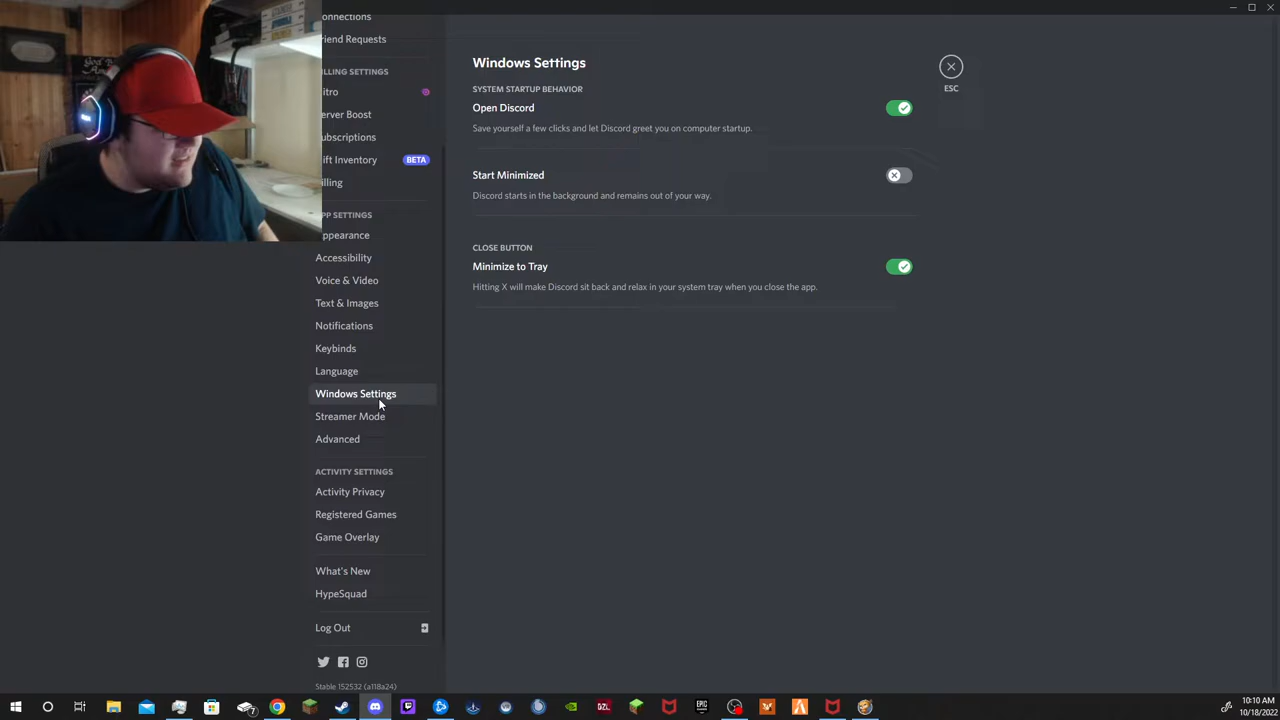 onnections
riend Requests
ILLING SETTINGS
itro
erver Boost
ubscriptions
ift Inventory BETA
illing
PP SETTINGS
ppearance
Accessibility
Voice & Video
Text & Images
Notifications
Keybinds
Language
Windows Settings
Streamer Mode
Advanced
ACTIVITY SETTINGS
Activity Privacy
Registered Games
Game Overlay
What's New
HypeSquad
Log Out
Stable 152532 (a118a24)
Windows Settings
SYSTEM STARTUP BEHAVIOR
Open Discord
Save yourself a few clicks and let Discord greet you on computer startup.
Start Minimized
Discord starts in the background and remains out of your way.
CLOSE BUTTON
Minimize to Tray
Hitting X will make Discord sit back and relax in your system tray when you close the app.
ESC
EPIC
10:10 AM
10/18/2022